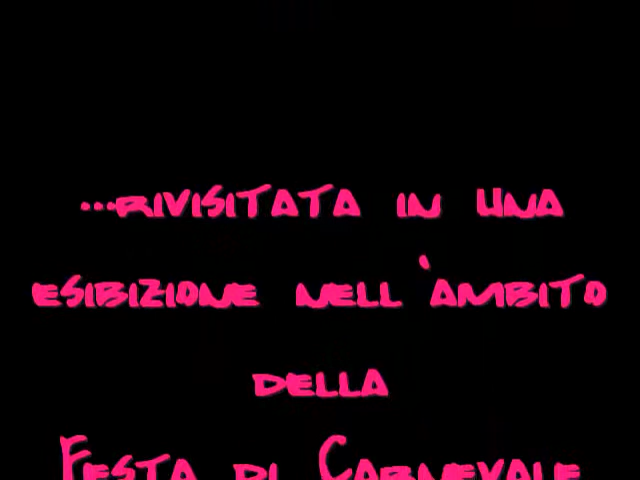 ...RIVISITATA IN UNA
ESIBIZIONE NELL'AMBITO
DELLA
FESTA DI CARNEVALE